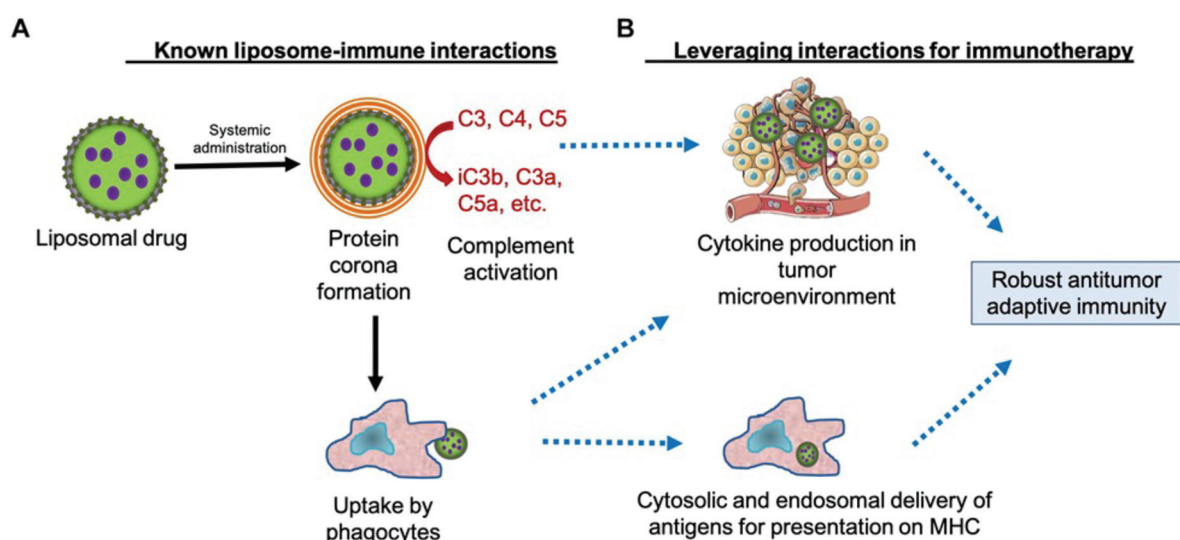 A
Known liposome-immune interactions
Liposomal drug
Systemic
administration
Protein
corona
formation
C3, C4, C5
iC3b, C3a,
C5a, etc.
Complement
activation
Uptake by
phagocytes
B
Leveraging interactions for immunotherapy
Cytokine production in
tumor
microenvironment
Cytosolic and endosomal delivery of
antigens for presentation on MHC
Robust antitumor
adaptive immunity